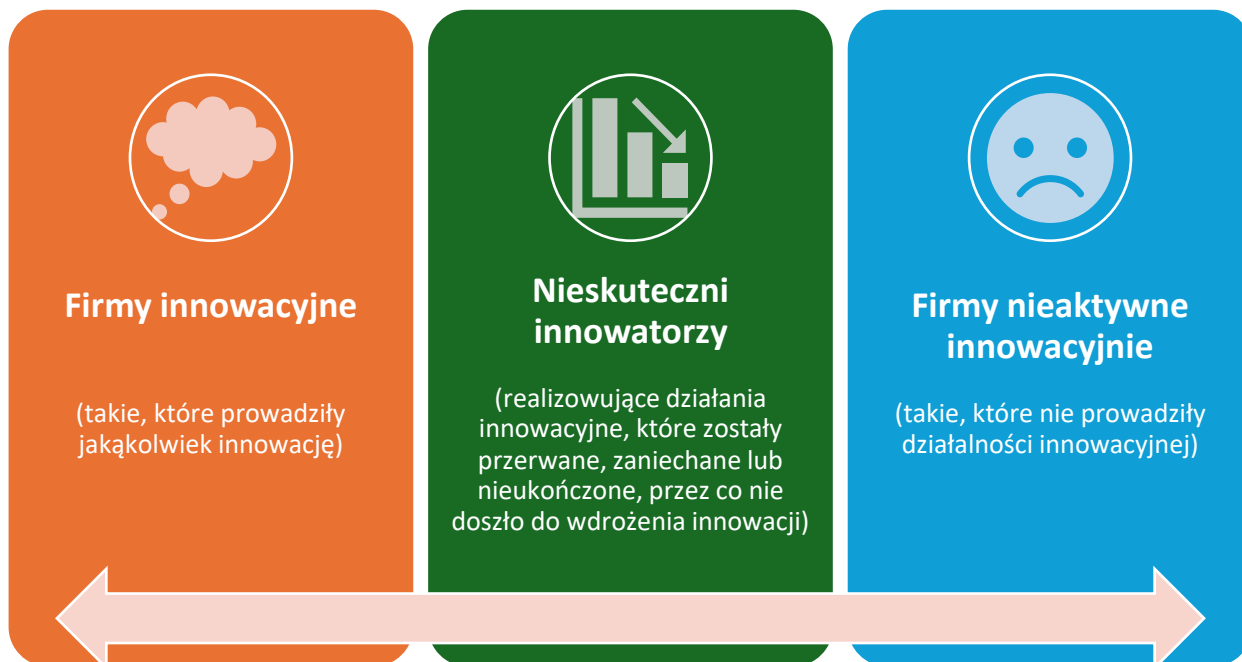 Firmy innowacyjne
(takie, które prowadziły
jakąkolwiek innowację)
Nieskuteczni
innowatorzy
(realizowujące działania
innowacyjne, które zostały
przerwane, zaniechane lub
nieukończone, przez co nie
doszło do wdrożenia innowacji)
Firmy nieaktywne
innowacyjnie
(takie, które nie prowadziły
działalności innowacyjnej)